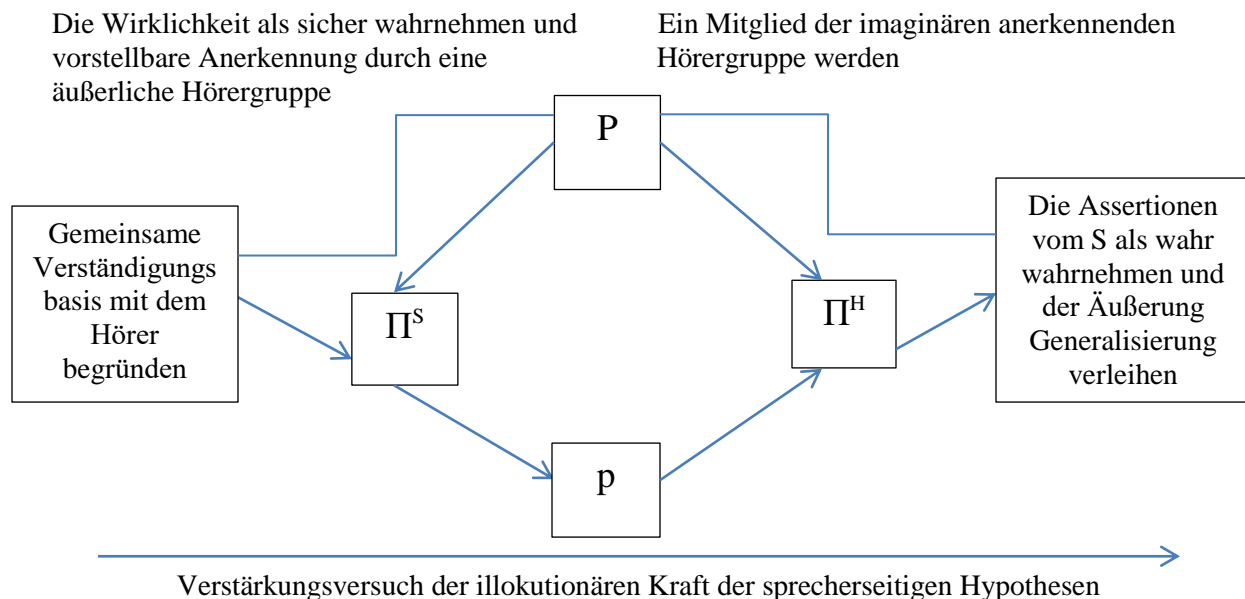 Die Wirklichkeit als sicher wahrnehmen und
vorstellbare Anerkennung durch eine
äußerliche Hörergruppe
Ein Mitglied der imaginären anerkennenden
Hörergruppe werden
P
Gemeinsame
Verständigungs
basis mit dem
Hörer
begründen
Π^S
Π^H
Die Assertionen
vom S als wahr
wahrnehmen und
der Äußerung
Generalisierung
verleihen
p
Verstärkungsversuch der illokutionären Kraft der sprecherseitigen Hypothesen